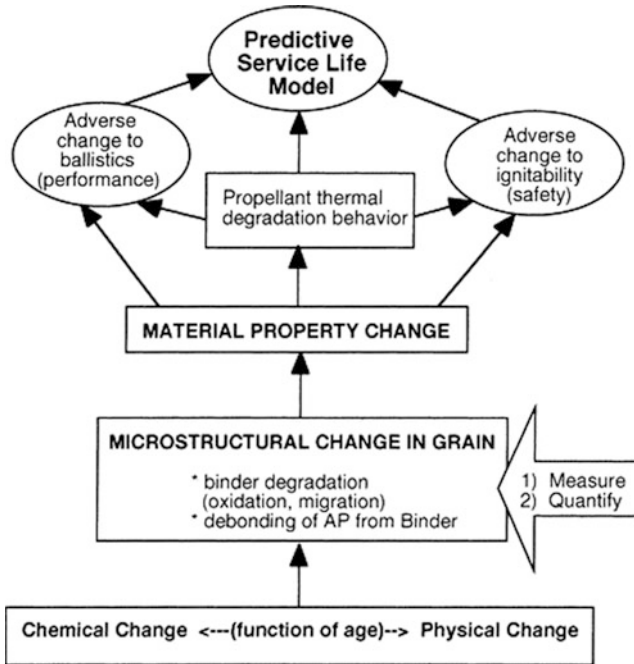 Predictive
Service Life
Model
Adverse
change to
ballistics
(performance)
Adverse
change to
ignitability
(safety)
Propellant thermal
degradation behavior
MATERIAL PROPERTY CHANGE
MICROSTRUCTURAL CHANGE IN GRAIN
* binder degradation
(oxidation, migration)
* debonding of AP from Binder
1) Measure
2) Quantify
Chemical Change <---(function of age)--> Physical Change